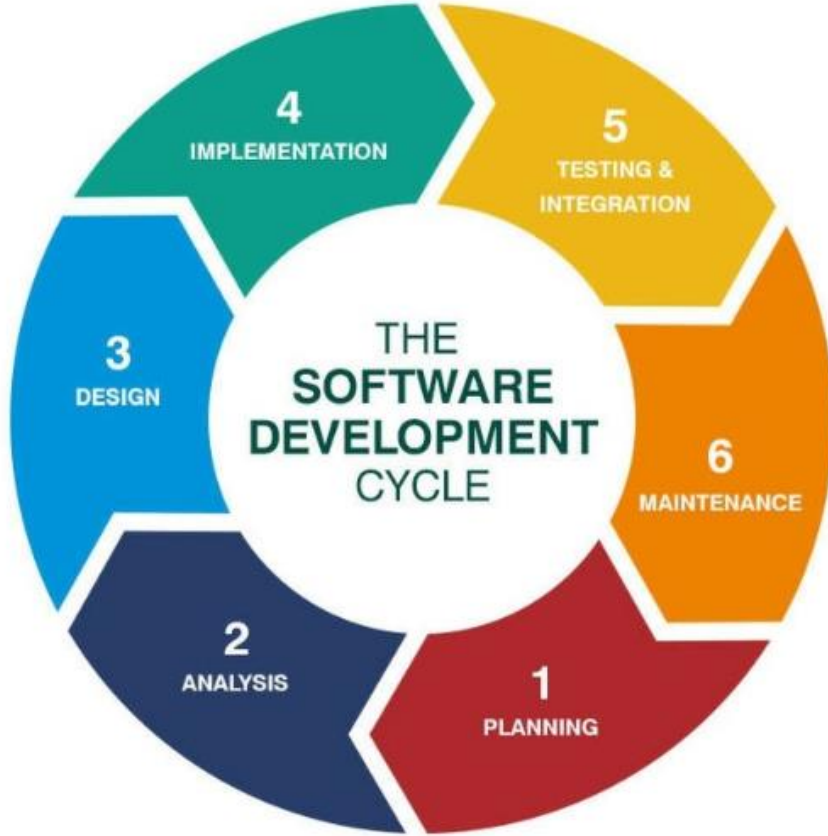 THE
SOFTWARE
DEVELOPMENT
CYCLE
1
PLANNING
2
ANALYSIS
3
DESIGN
4
IMPLEMENTATION
5
TESTING &
INTEGRATION
6
MAINTENANCE